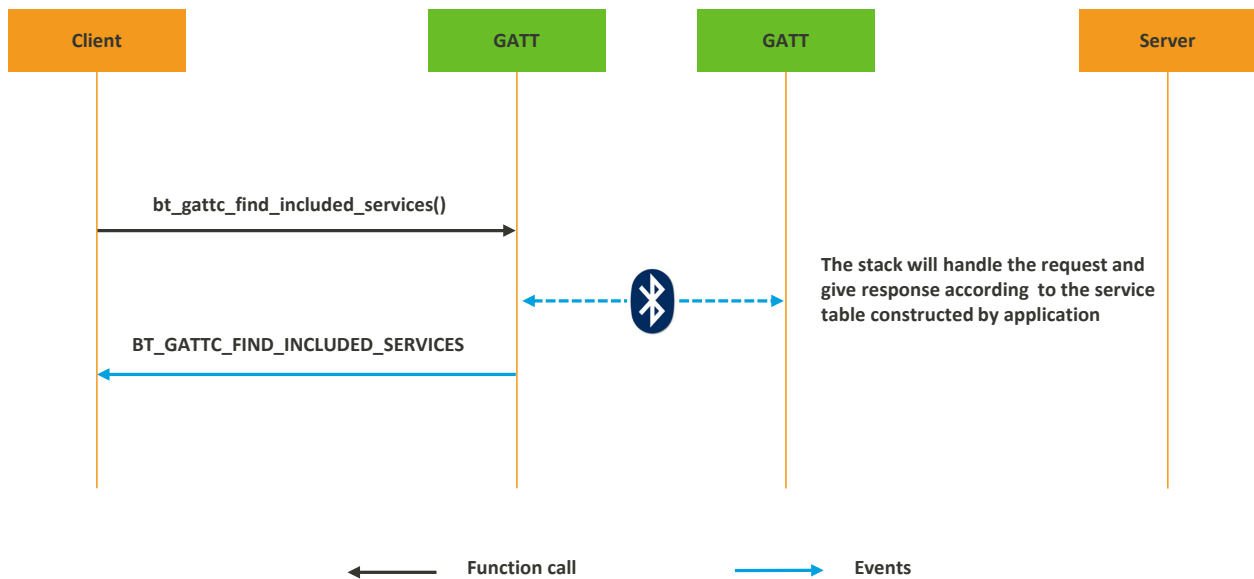 Client
GATT
GATT
Server
bt_gattc_find_included_services()
The stack will handle the request and
give response according to the service
table constructed by application
BT_GATTC_FIND_INCLUDED_SERVICES
Function call
Events